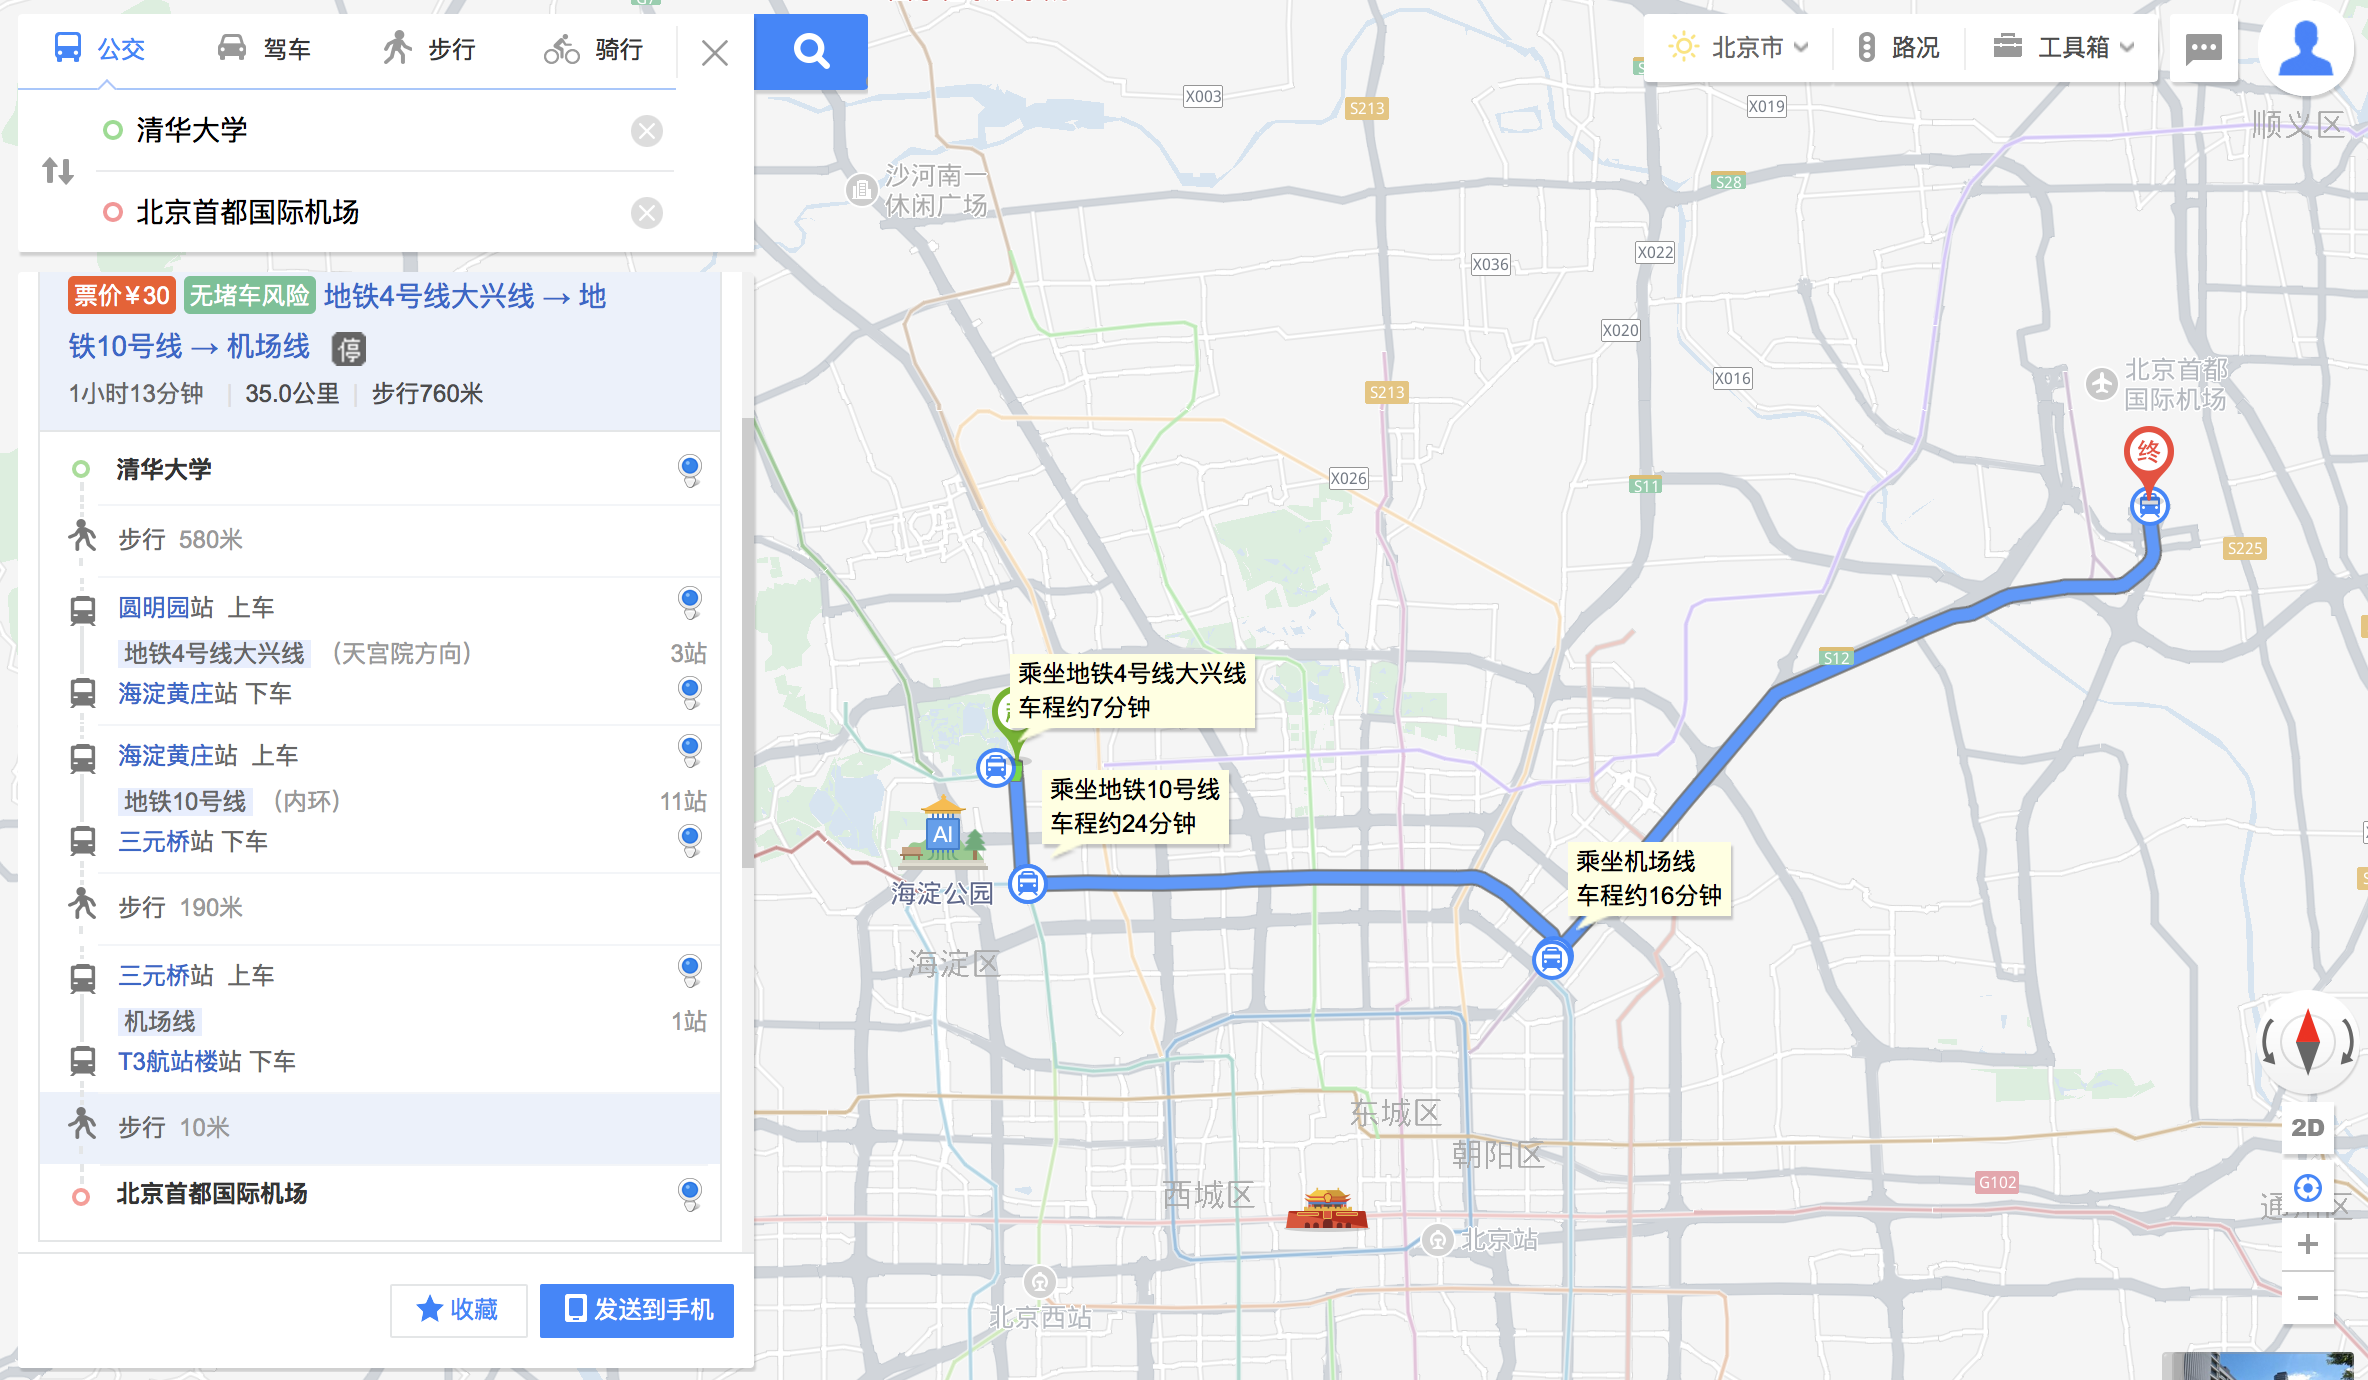 公交
驾车
步行
骑行
清华大学
北京首都国际机场
票价¥30 无堵车风险 地铁4号线大兴线 → 地
铁10号线 → 机场线 停
1小时13分钟 | 35.0公里 | 步行760米
清华大学
步行 580米
圆明园站 上车
地铁4号线大兴线 （天宫院方向） 3站
海淀黄庄站 下车
海淀黄庄站 上车
地铁10号线 （内环） 11站
三元桥站 下车
步行 190米
三元桥站 上车
机场线 1站
T3航站楼站 下车
步行 10米
北京首都国际机场
收藏
发送到手机
北京市
路况
工具箱
顺义区
X003
S213
X019
沙河南一
休闲广场
S28
X022
X036
X020
S213
X016
北京首都
国际机场
终
X026
S11
S225
S12
乘坐地铁4号线大兴线
车程约7分钟
乘坐地铁10号线
车程约24分钟
AI
海淀公园
乘坐机场线
车程约16分钟
海淀区
东城区
朝阳区
西城区
G102
北京站
北京西站
2D